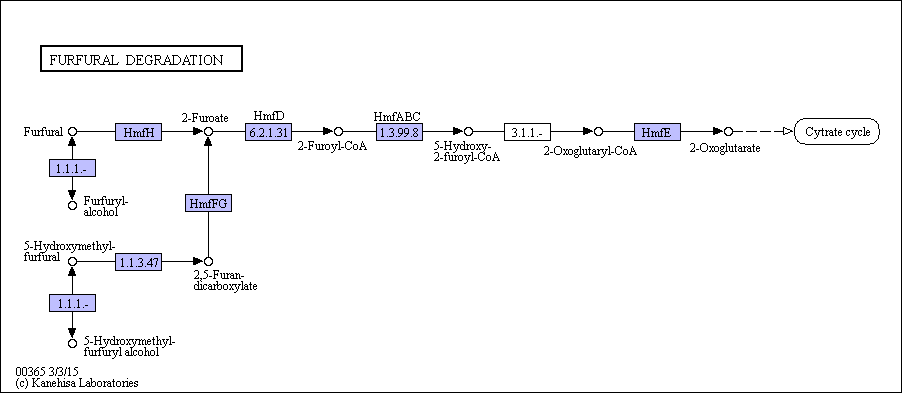 FURFURAL DEGRADATION
Furfural
HmfH
2-Furoate
HmfD
6.2.1.31
2-Furoyl-CoA
HmfABC
1.3.99.8
5-Hydroxy-
2-furoyl-CoA
3.1.1.-
2-Oxoglutaryl-CoA
HmfE
2-Oxoglutarate
Cytrate cycle
1.1.1.-
Furfuryl-
alcohol
HmfFG
5-Hydroxymethyl-
furfural
1.1.3.47
2,5-Furan-
dicarboxylate
1.1.1.-
5-Hydroxymethyl-
furfuryl alcohol
00365 3/3/15
(c) Kanehisa Laboratories